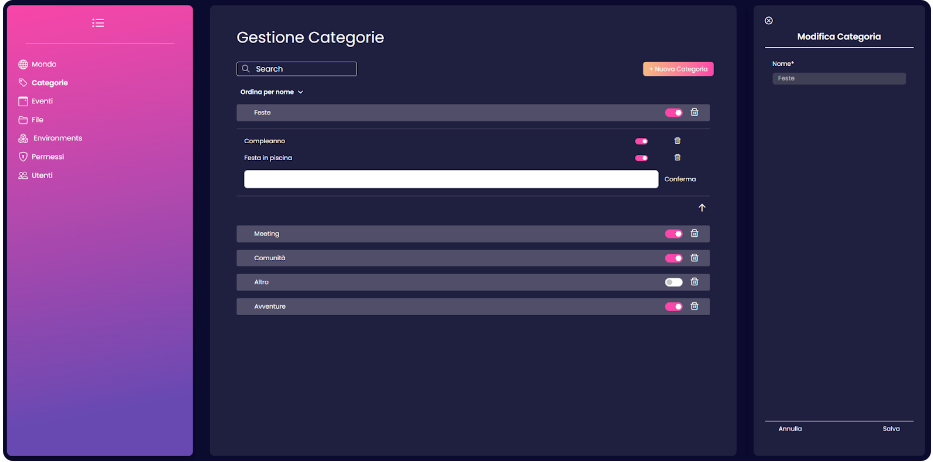 Mondo
Categorie
Eventi
File
Environments
Permessi
Utenti
Gestione Categorie
Search
+ Nuova Categoria
Ordina per nome
Feste
Compleanno
Festa in piscina
Conferma
Meeting
Comunità
Altro
Avventure
Modifica Categoria
Nome*
Feste
Annulla
Salva